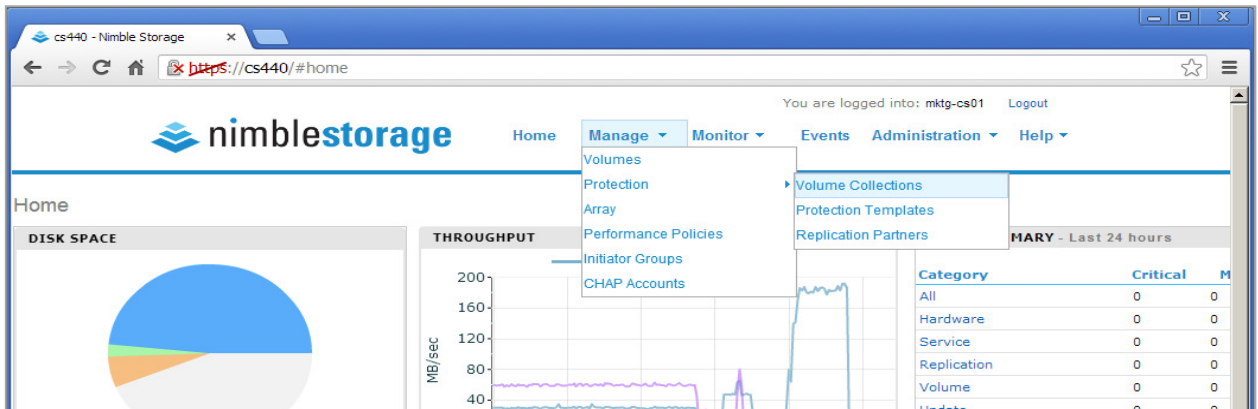 cs440 - Nimble Storage
https://cs440/#home
You are logged into: mktg-cs01 Logout
nimblestorage
Home Manage Monitor Events Administration Help
Volumes
Protection
Array
Performance Policies
Initiator Groups
CHAP Accounts
Volume Collections
Protection Templates
Replication Partners
Home
DISK SPACE
THROUGHPUT
MB/sec
200
160
120
80
40
MARY - Last 24 hours
Category Critical M
All 0 0
Hardware 0 0
Service 0 0
Replication 0 0
Volume 0 0
Update 0 0